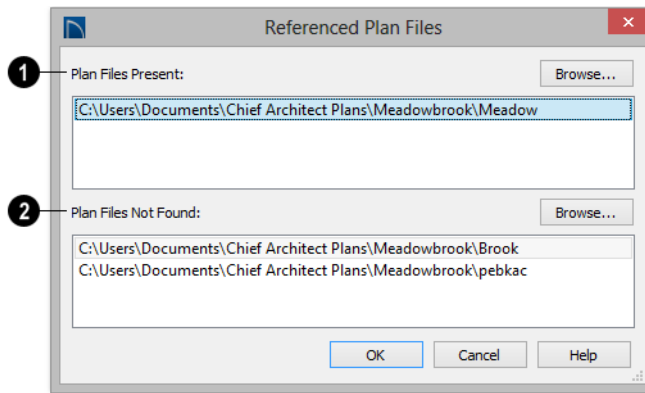 Referenced Plan Files
1 Plan Files Present: Browse...
C:\Users\Documents\Chief Architect Plans\Meadowbrook\Meadow
2 Plan Files Not Found: Browse...
C:\Users\Documents\Chief Architect Plans\Meadowbrook\Brook
C:\Users\Documents\Chief Architect Plans\Meadowbrook\pebkac
OK Cancel Help